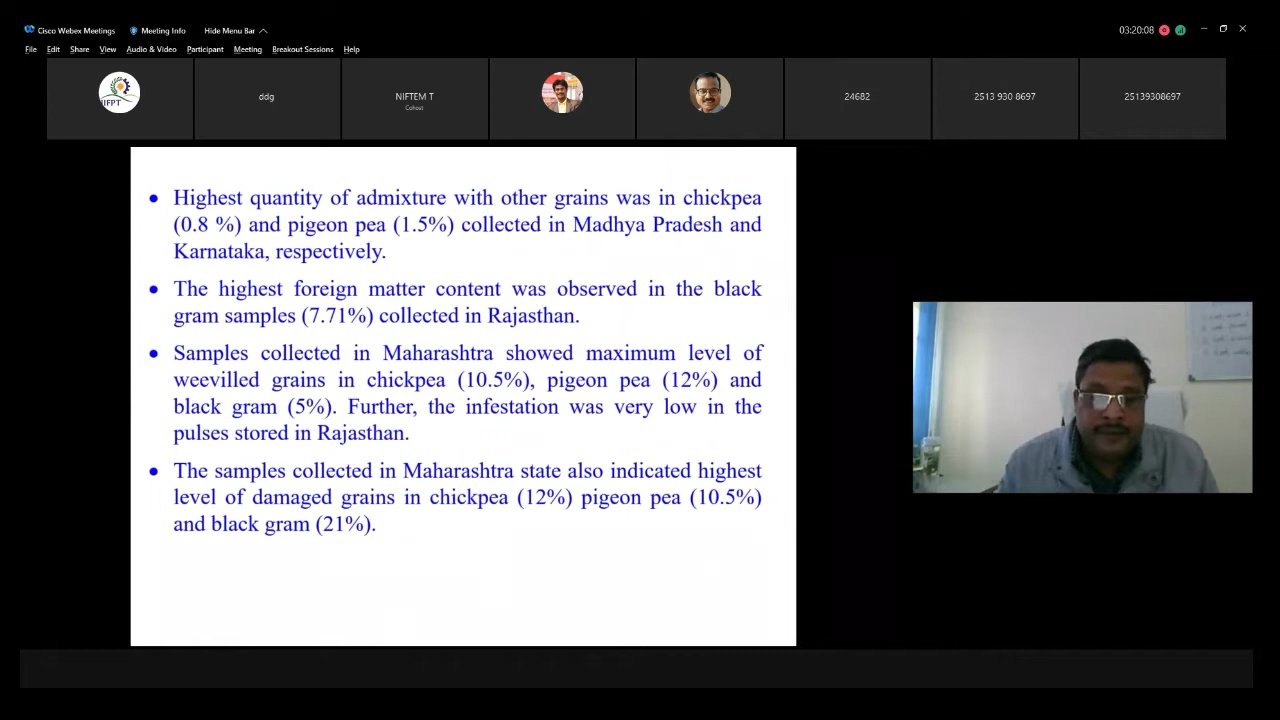 Cisco Webex Meetings
Meeting Info
Hide Menu Bar
03:20:08
File Edit Share View Audio & Video Participant Meeting Breakout Sessions Help
IIFPT
ddg
NIFTEM T
Cohost
24682
2513 930 8697
25139308697
• Highest quantity of admixture with other grains was in chickpea
(0.8 %) and pigeon pea (1.5%) collected in Madhya Pradesh and
Karnataka, respectively.
• The highest foreign matter content was observed in the black
gram samples (7.71%) collected in Rajasthan.
• Samples collected in Maharashtra showed maximum level of
weevilled grains in chickpea (10.5%), pigeon pea (12%) and
black gram (5%). Further, the infestation was very low in the
pulses stored in Rajasthan.
• The samples collected in Maharashtra state also indicated highest
level of damaged grains in chickpea (12%) pigeon pea (10.5%)
and black gram (21%).